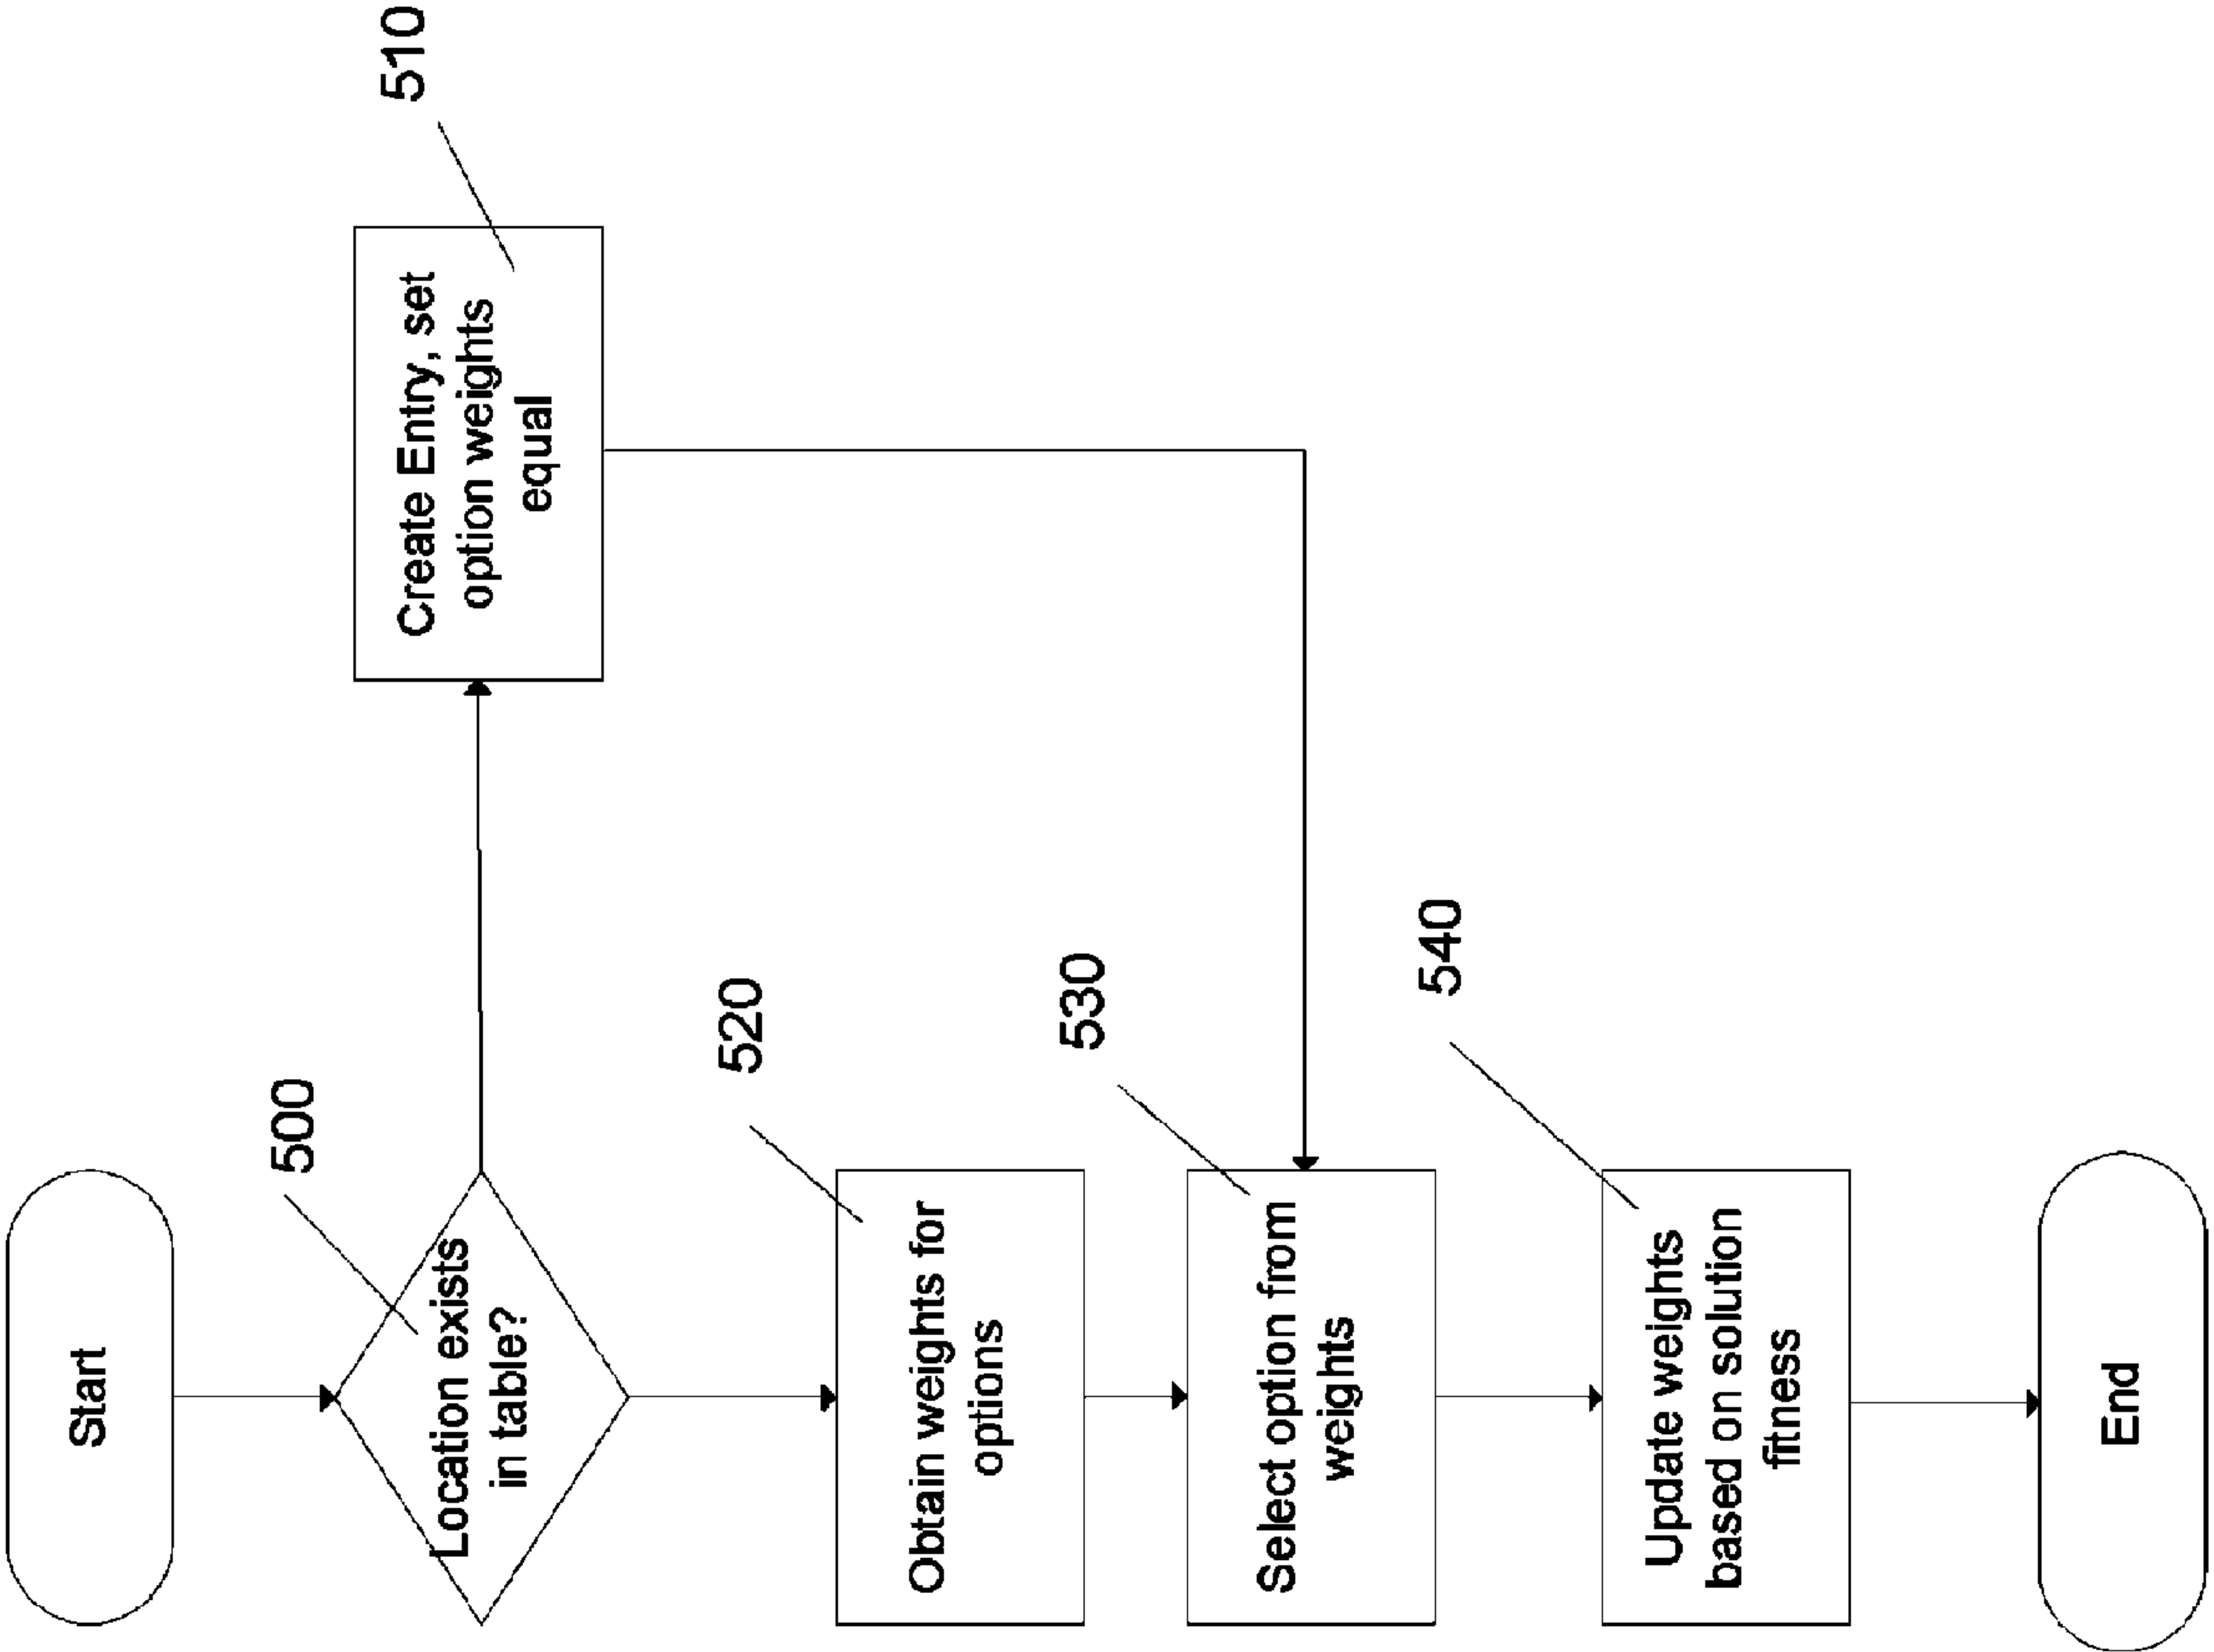 Start
500
Location exists
in table?
510
Create Entry, set
option weights
equal
520
Obtain weights for
options
530
Select option from
weights
540
Update weights
based on solution
fitness
End